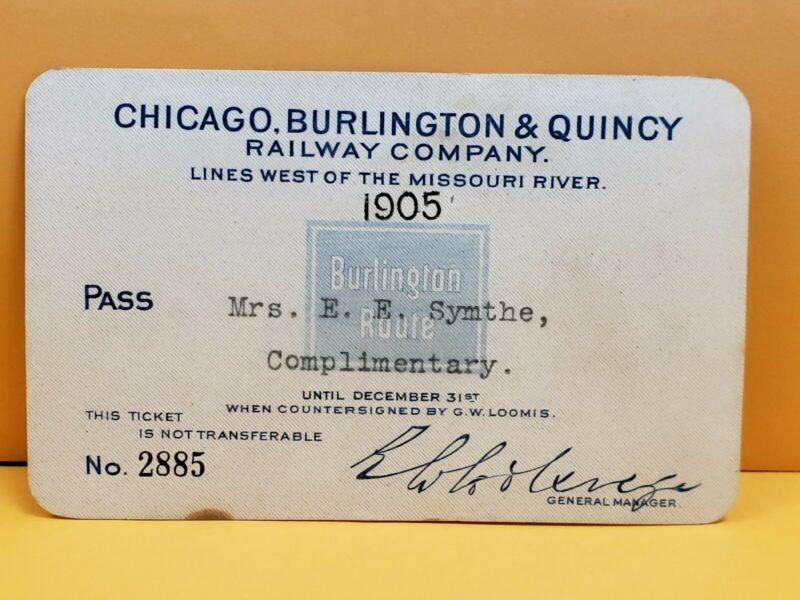 CHICAGO, BURLINGTON & QUINCY
RAILWAY COMPANY.
LINES WEST OF THE MISSOURI RIVER.
1905
Burlington
Route
PASS Mrs. E. E. Symthe,
Complimentary.
UNTIL DECEMBER 31ST
WHEN COUNTERSIGNED BY G.W. LOOMIS.
THIS TICKET
IS NOT TRANSFERABLE
No. 2885
GENERAL MANAGER.